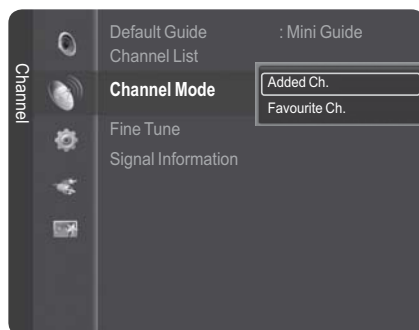 Channel
Default Guide : Mini Guide
Channel List
Channel Mode
Added Ch.
Favourite Ch.
Fine Tune
Signal Information